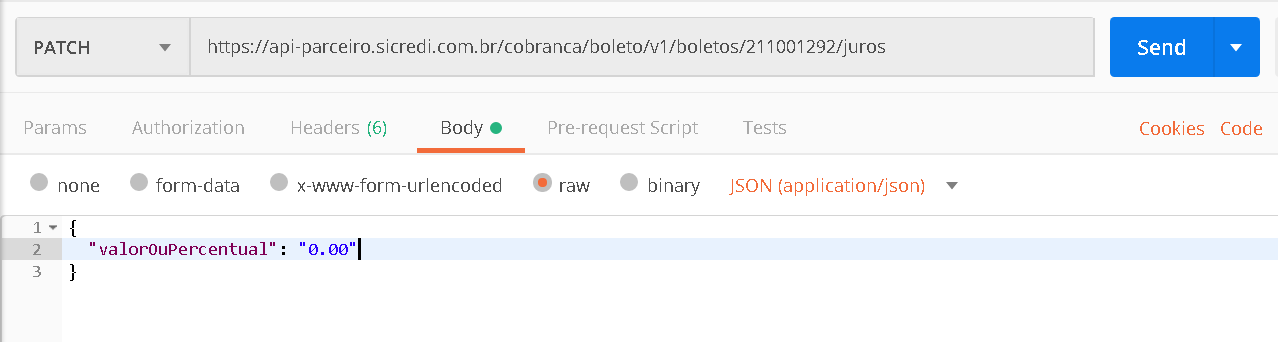 PATCH https://api-parceiro.sicredi.com.br/cobranca/boleto/v1/boletos/211001292/juros Send
Params Authorization Headers (6) Body Pre-request Script Tests Cookies Code
none form-data x-www-form-urlencoded raw binary JSON (application/json)
1 {
2 "valorOuPercentual": "0.00"
3 }